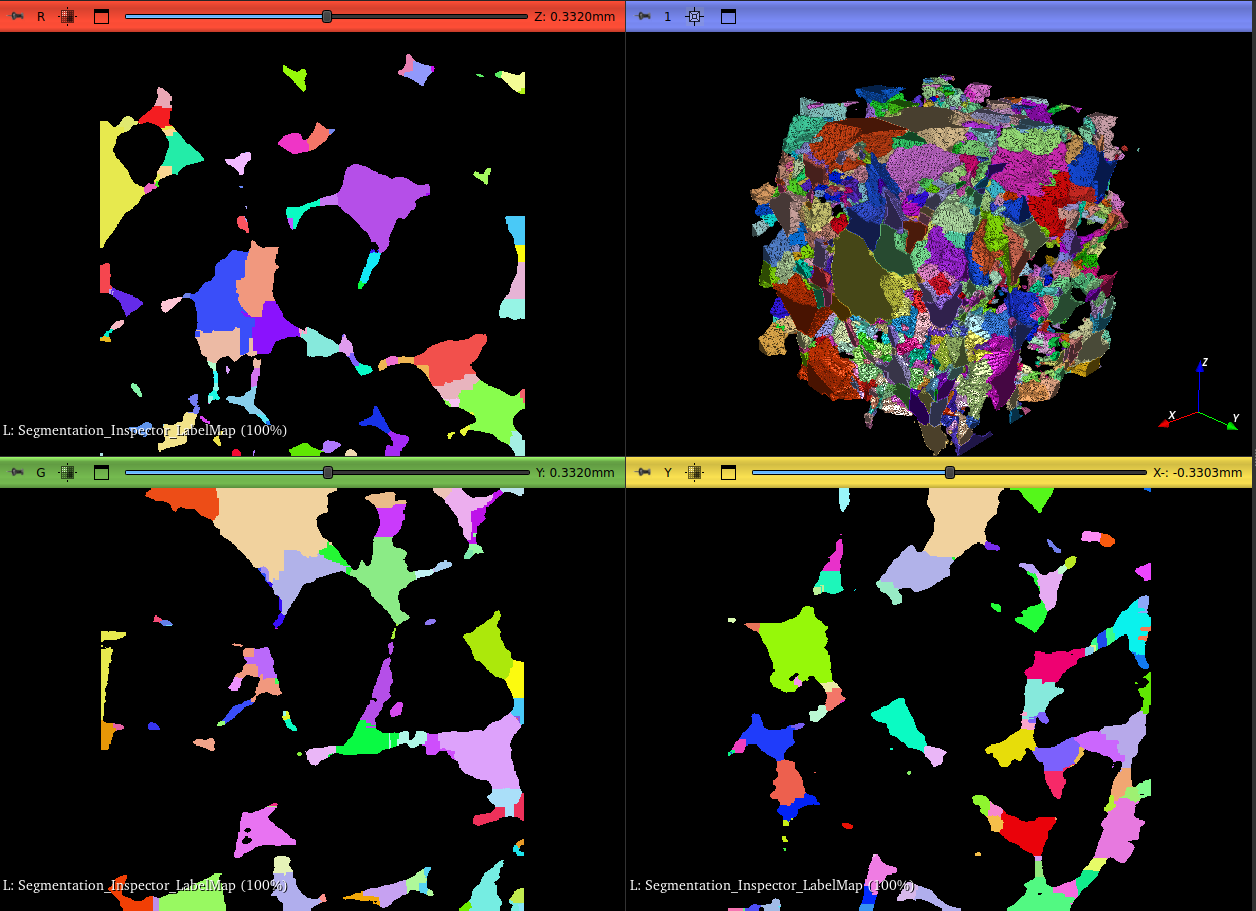 R Z: 0.3320mm
1
L: Segmentation_Inspector_LabelMap (100%)
Z
X
Y
G Y: 0.3320mm
Y X-: -0.3303mm
L: Segmentation_Inspector_LabelMap (100%)
L: Segmentation_Inspector_LabelMap (100%)